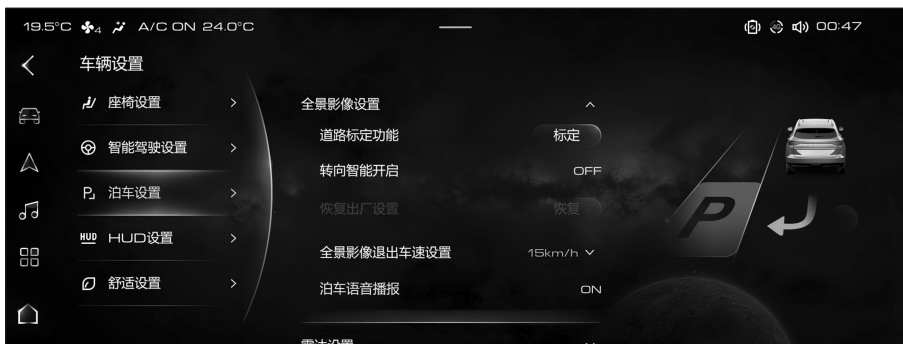 19.5°C 4 A/C ON 24.0°C 00:47
车辆设置
座椅设置
智能驾驶设置
泊车设置
HUD HUD设置
舒适设置
全景影像设置
道路标定功能 标定
转向智能开启 OFF
恢复出厂设置 恢复
全景影像退出车速设置 15km/h
泊车语音播报 ON
雷达设置
P